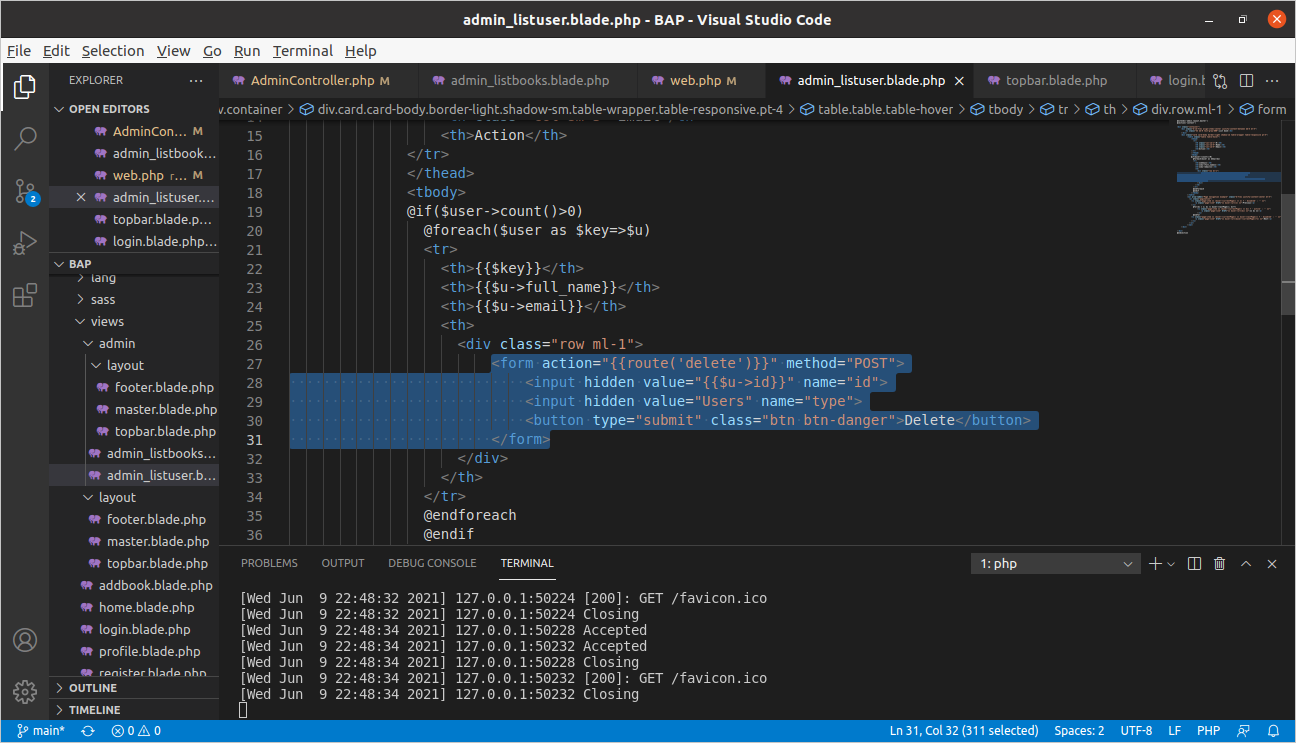 admin_listuser.blade.php - BAP - Visual Studio Code
File Edit Selection View Go Run Terminal Help
EXPLORER ···
OPEN EDITORS
AdminCon... M
admin_listbook...
web.php r... M
admin_listuser....
topbar.blade.p...
login.blade.php...
BAP
lang
sass
views
admin
layout
footer.blade.php
master.blade.php
topbar.blade.php
admin_listbooks...
admin_listuser.b...
layout
footer.blade.php
master.blade.php
topbar.blade.php
addbook.blade.php
home.blade.php
login.blade.php
profile.blade.php
register.blade.php
OUTLINE
TIMELINE
2
AdminController.php M admin_listbooks.blade.php web.php M admin_listuser.blade.php topbar.blade.php login.b
v.container > div.card.card-body.border-light.shadow-sm.table-wrapper.table-responsive.pt-4 > table.table.table-hover > tbody > tr > th > div.row.ml-1 > form
15 <th>Action</th>
16 </tr>
17 </thead>
18 <tbody>
19 @if($user->count()>0)
20 @foreach($user as $key=>$u)
21 <tr>
22 <th>{{$key}}</th>
23 <th>{{$u->full_name}}</th>
24 <th>{{$u->email}}</th>
25 <th>
26 <div class="row ml-1">
27 <form action="{{route('delete')}}" method="POST">
28 <input hidden value="{{$u->id}}" name="id">
29 <input hidden value="Users" name="type">
30 <button type="submit" class="btn btn-danger">Delete</button>
31 </form>
32 </div>
33 </th>
34 </tr>
35 @endforeach
36 @endif
PROBLEMS OUTPUT DEBUG CONSOLE TERMINAL 1: php
[Wed Jun  9 22:48:32 2021] 127.0.0.1:50224 [200]: GET /favicon.ico
[Wed Jun  9 22:48:32 2021] 127.0.0.1:50224 Closing
[Wed Jun  9 22:48:34 2021] 127.0.0.1:50228 Accepted
[Wed Jun  9 22:48:34 2021] 127.0.0.1:50232 Accepted
[Wed Jun  9 22:48:34 2021] 127.0.0.1:50228 Closing
[Wed Jun  9 22:48:34 2021] 127.0.0.1:50232 [200]: GET /favicon.ico
[Wed Jun  9 22:48:34 2021] 127.0.0.1:50232 Closing
main* 0 0 Ln 31, Col 32 (311 selected) Spaces: 2 UTF-8 LF PHP